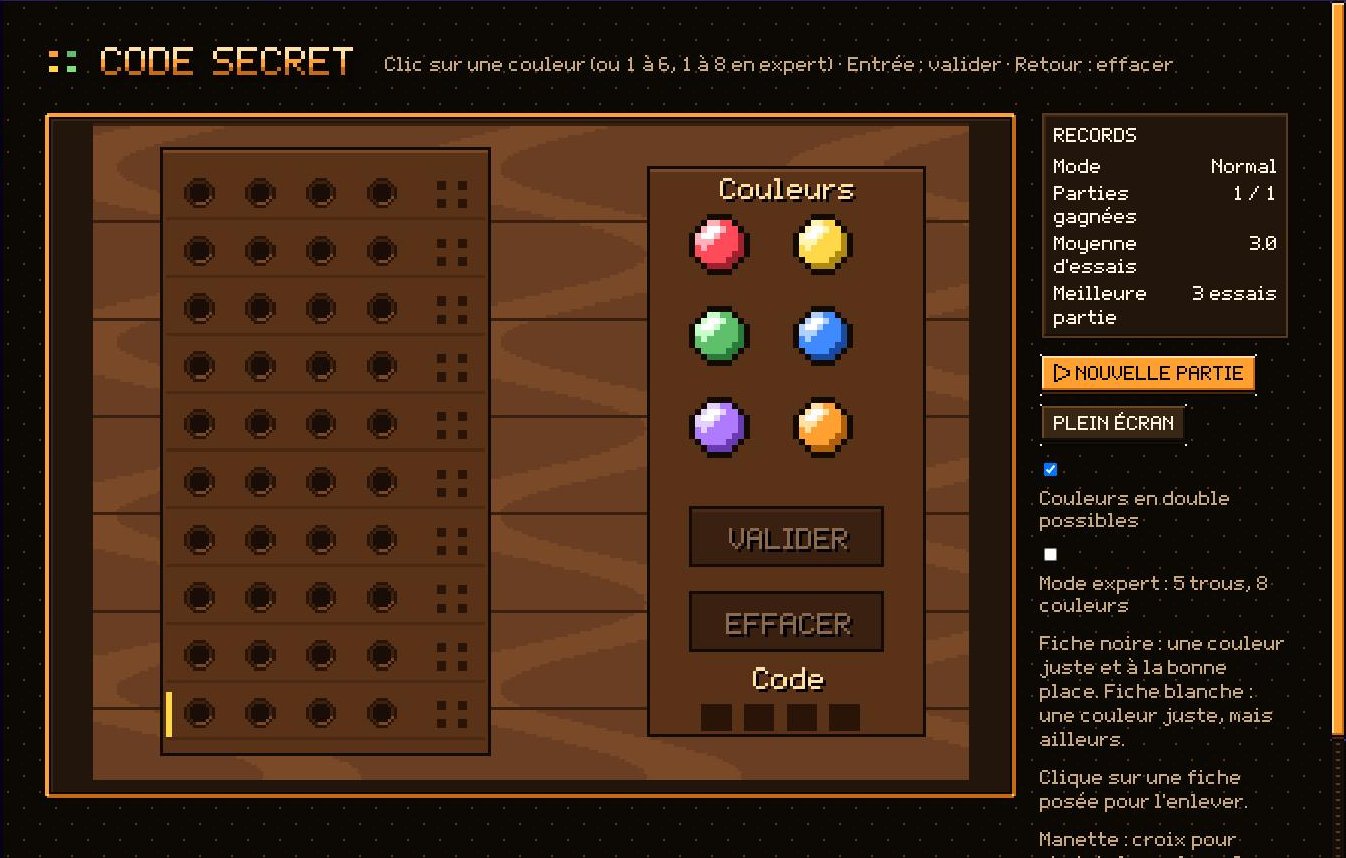 CODE SECRET
Clic sur une couleur (ou 1 à 6, 1 à 8 en expert) · Entrée : valider · Retour : effacer
Couleurs
VALIDER
EFFACER
Code
RECORDS
Mode Normal
Parties 1 / 1
gagnées
Moyenne 3.0
d'essais
Meilleure 3 essais
partie
NOUVELLE PARTIE
PLEIN ÉCRAN
Couleurs en double
possibles
Mode expert : 5 trous, 8
couleurs
Fiche noire : une couleur
juste et à la bonne
place. Fiche blanche :
une couleur juste, mais
ailleurs.
Clique sur une fiche
posée pour l'enlever.
Manette : croix pour